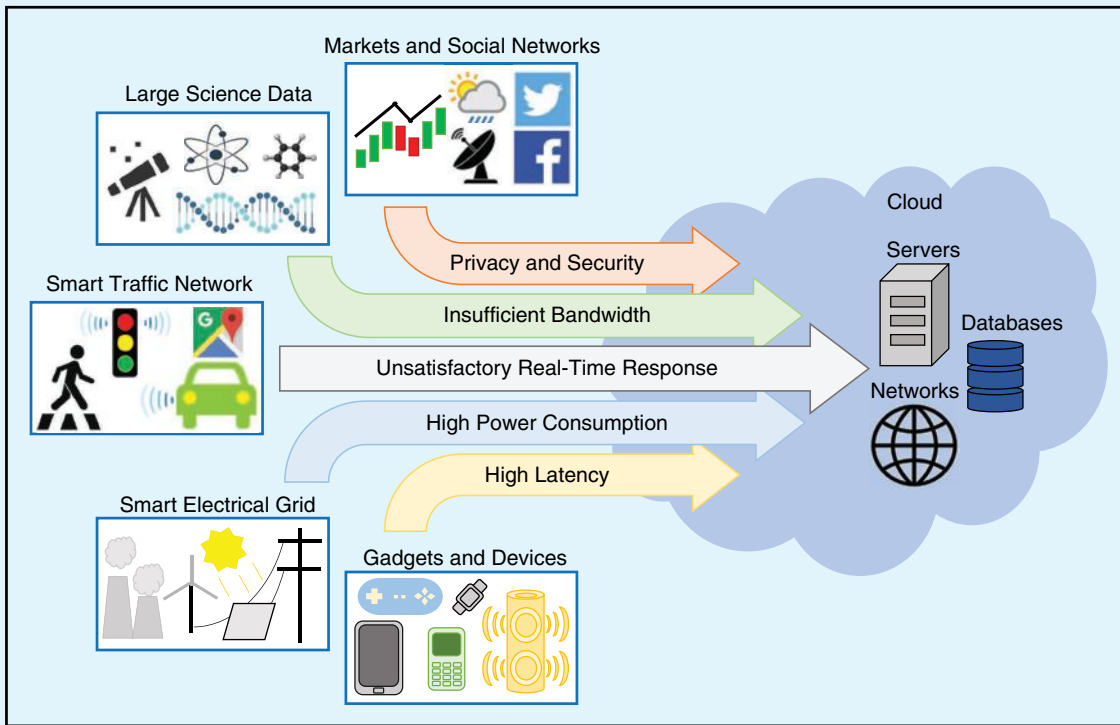 Markets and Social Networks
Large Science Data
Cloud
Servers
Privacy and Security
Smart Traffic Network
Insufficient Bandwidth
Databases
G
Unsatisfactory Real-Time Response
Networks
High Power Consumption
High Latency
Smart Electrical Grid
Gadgets and Devices